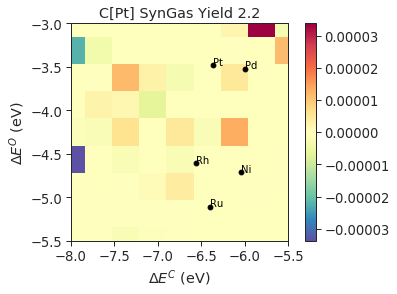 C[Pt] SynGas Yield 2.2
−3.0
−3.5
−4.0
−4.5
−5.0
−5.5
ΔE^O (eV)
Pt
Pd
Rh
Ni
Ru
−8.0 −7.5 −7.0 −6.5 −6.0 −5.5
ΔE^C (eV)
0.00003
0.00002
0.00001
0.00000
−0.00001
−0.00002
−0.00003